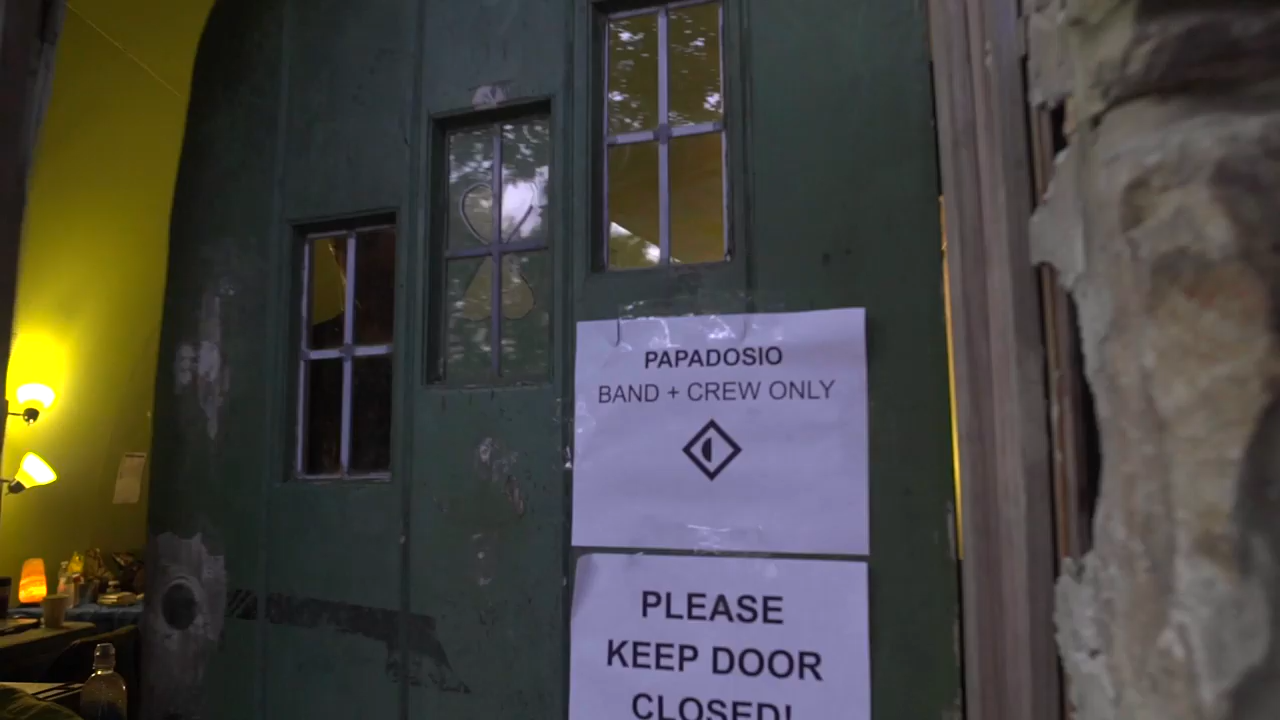 PAPADOSIO
BAND + CREW ONLY
PLEASE
KEEP DOOR
CLOSED!